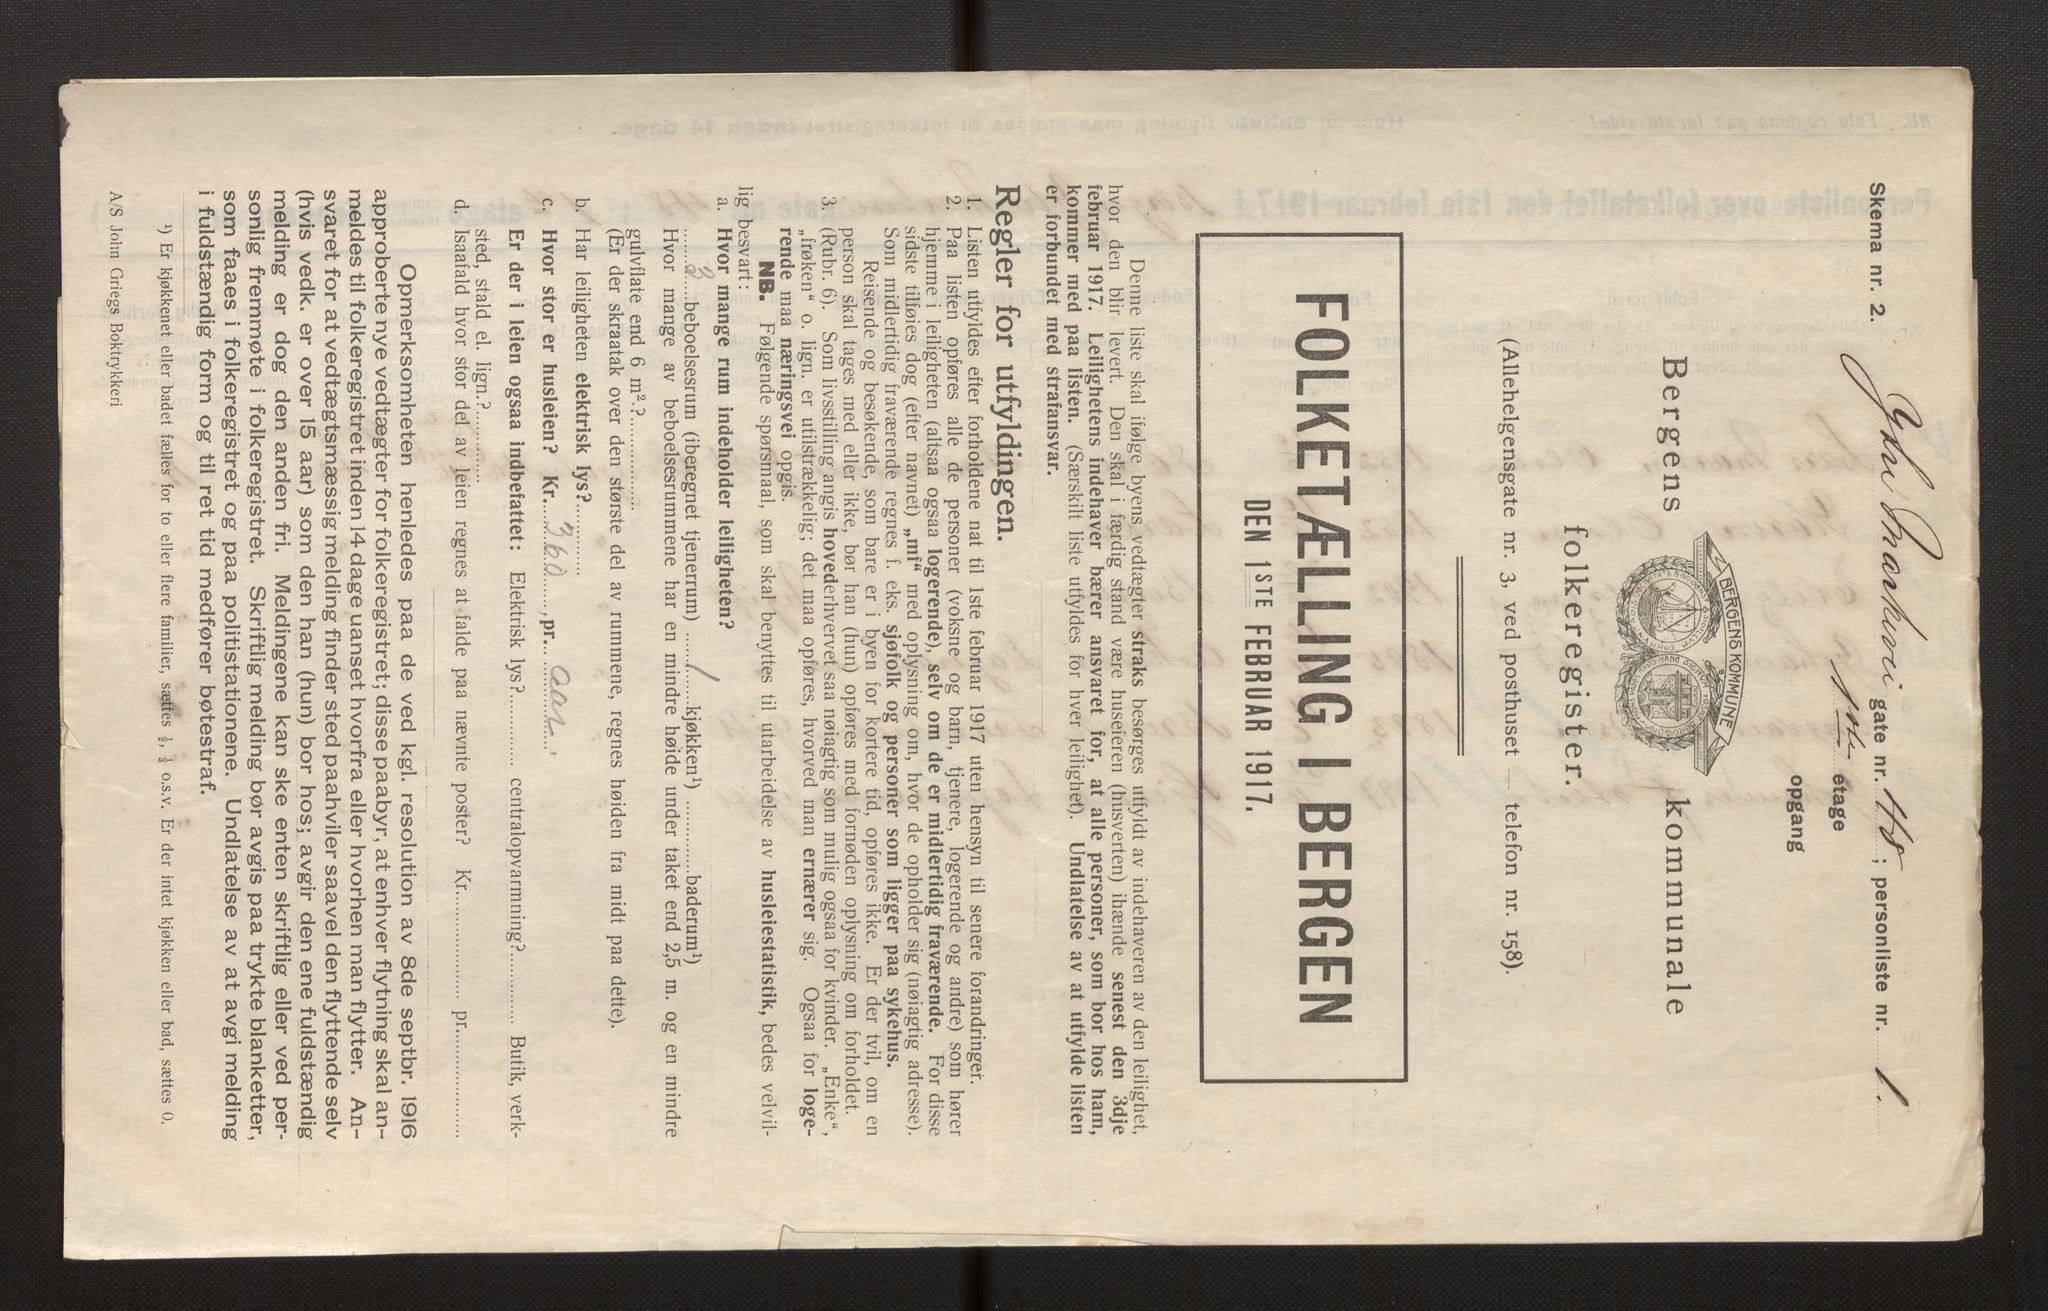 Skema nr. 2.
Ytre Markevei gate nr. 48; personliste nr. 1.
1ste etage
opgang
Bergens kommunale
folkeregister.
BERGENS KOMMUNE
(Allehelgensgate nr. 3, ved posthuset — telefon nr. 158).
FOLKETÆLLING I BERGEN
DEN 1STE FEBRUAR 1917.
Denne liste skal ifølge byens vedtægter straks besørges utfyldt av indehaveren av den leilighet,
hvor den blir levert. Den skal i færdig stand være huseieren (husverten) ihænde senest den 3dje
februar 1917. Leilighetens indehaver bærer ansvaret for, at alle personer, som bor hos ham,
kommer med paa listen. (Særskilt liste utfyldes for hver leilighet). Undlatelse av at utfylde listen
er forbundet med strafansvar.
Regler for utfyldingen.
1. Listen utfyldes efter forholdene nat til 1ste februar 1917 uten hensyn til senere forandringer.
2. Paa listen opføres alle de personer (voksne og barn, tjenere, logerende og andre) som hører
hjemme i leiligheten (altsaa ogsaa logerende), selv om de er midlertidig fraværende. For disse
sidste tilføies dog (efter navnet) „mf“ med oplysning om, hvor de opholder sig (nøiagtig adresse).
Som midlertidig fraværende regnes f. eks. sjøfolk og personer som ligger paa sykehus.
Reisende og besøkende, som bare er i byen for kortere tid, opføres ikke. Er der tvil, om en
person skal tages med eller ikke, bør han (hun) opføres med fornøden oplysning om forholdet.
3. (Rubr. 6). Som livsstilling angis hovederhvervet saa nøiagtig som mulig ogsaa for kvinder. „Enke“,
„frøken“ o. lign. er utilstrækkelig; det maa opføres, hvorved man ernærer sig. Ogsaa for loge-
rende maa næringsvei opgis.
NB. Følgende spørsmaal, som skal benyttes til utarbeidelse av husleiestatistik, bedes velvil-
lig besvart:
a. Hvor mange rum indeholder leiligheten?
beboelsesrum (iberegnet tjenerrum) 1 kjøkken¹) baderum¹)
Hvor mange av beboelsesrummene har en mindre høide under taket end 2,5 m. og en mindre
gulvflate end 6 m²?
(Er der skraatak over den største del av rummene, regnes høiden fra midt paa dette).
b. Har leiligheten elektrisk lys?
c. Hvor stor er husleien? Kr. 360, pr. aar.
Er der i leien ogsaa indbefattet: Elektrisk lys? centralopvarmning? Butik, verk-
sted, stald el. lign.?
d. Isaafald hvor stor del av leien regnes at falde paa nævnte poster? Kr. pr.
Opmerksomheten henledes paa de ved kgl. resolution av 8de septbr. 1916
approberte nye vedtægter for folkeregistret; disse paabyr, at enhver flytning skal an-
meldes til folkeregistret inden 14 dage uanset hvorfra eller hvorhen man flytter. An-
svaret for at vedtægtsmæssig melding finder sted paahviler saavel den flyttende selv
(hvis vedk. er over 15 aar) som den han (hun) bor hos; avgir den ene fuldstændig
melding er dog den anden fri. Meldingene kan ske enten skriftlig eller ved per-
sonlig fremmøte i folkeregistret. Skriftlig melding bør avgis paa trykte blanketter,
som faaes i folkeregistret og paa politistationene. Undlatelse av at avgi melding
i fuldstændig form og til ret tid medfører bøtestraf.
¹) Er kjøkkenet eller badet fælles for to eller flere familier, sættes ½, ⅓, o.s.v. Er der intet kjøkken eller bad, sættes 0.
A/S John Griegs Boktrykkeri